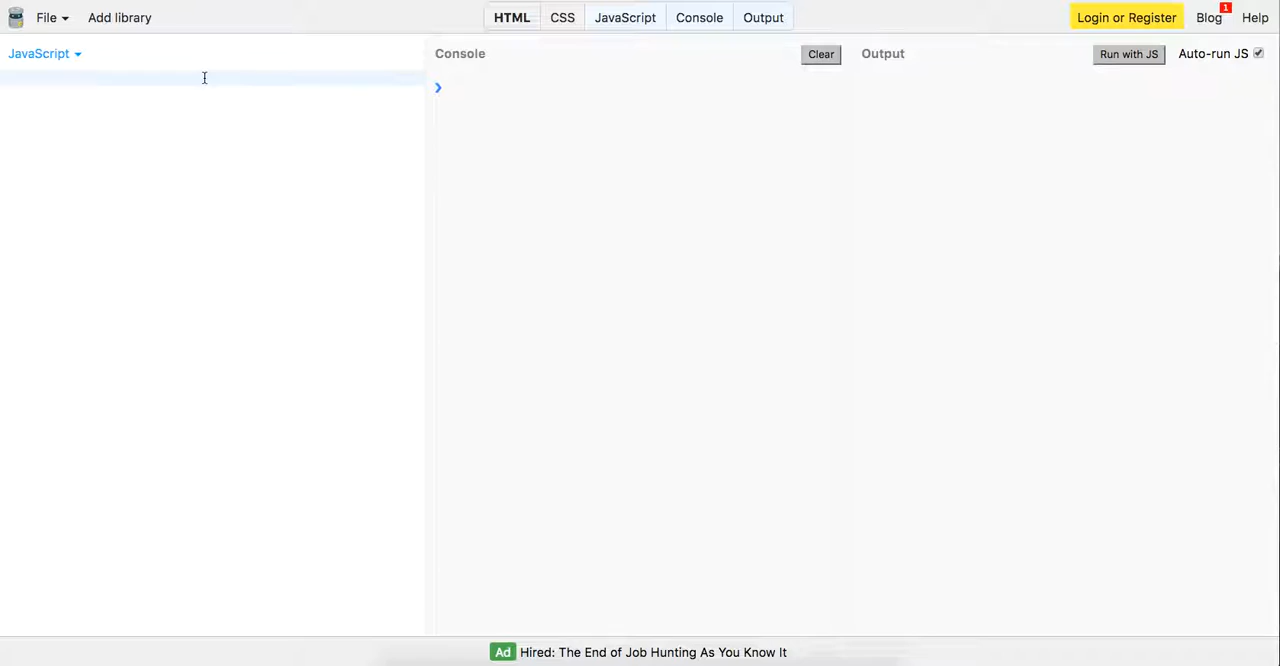 File Add library HTML CSS JavaScript Console Output Login or Register Blog 1 Help
JavaScript Console Clear Output Run with JS Auto-run JS
Ad Hired: The End of Job Hunting As You Know It